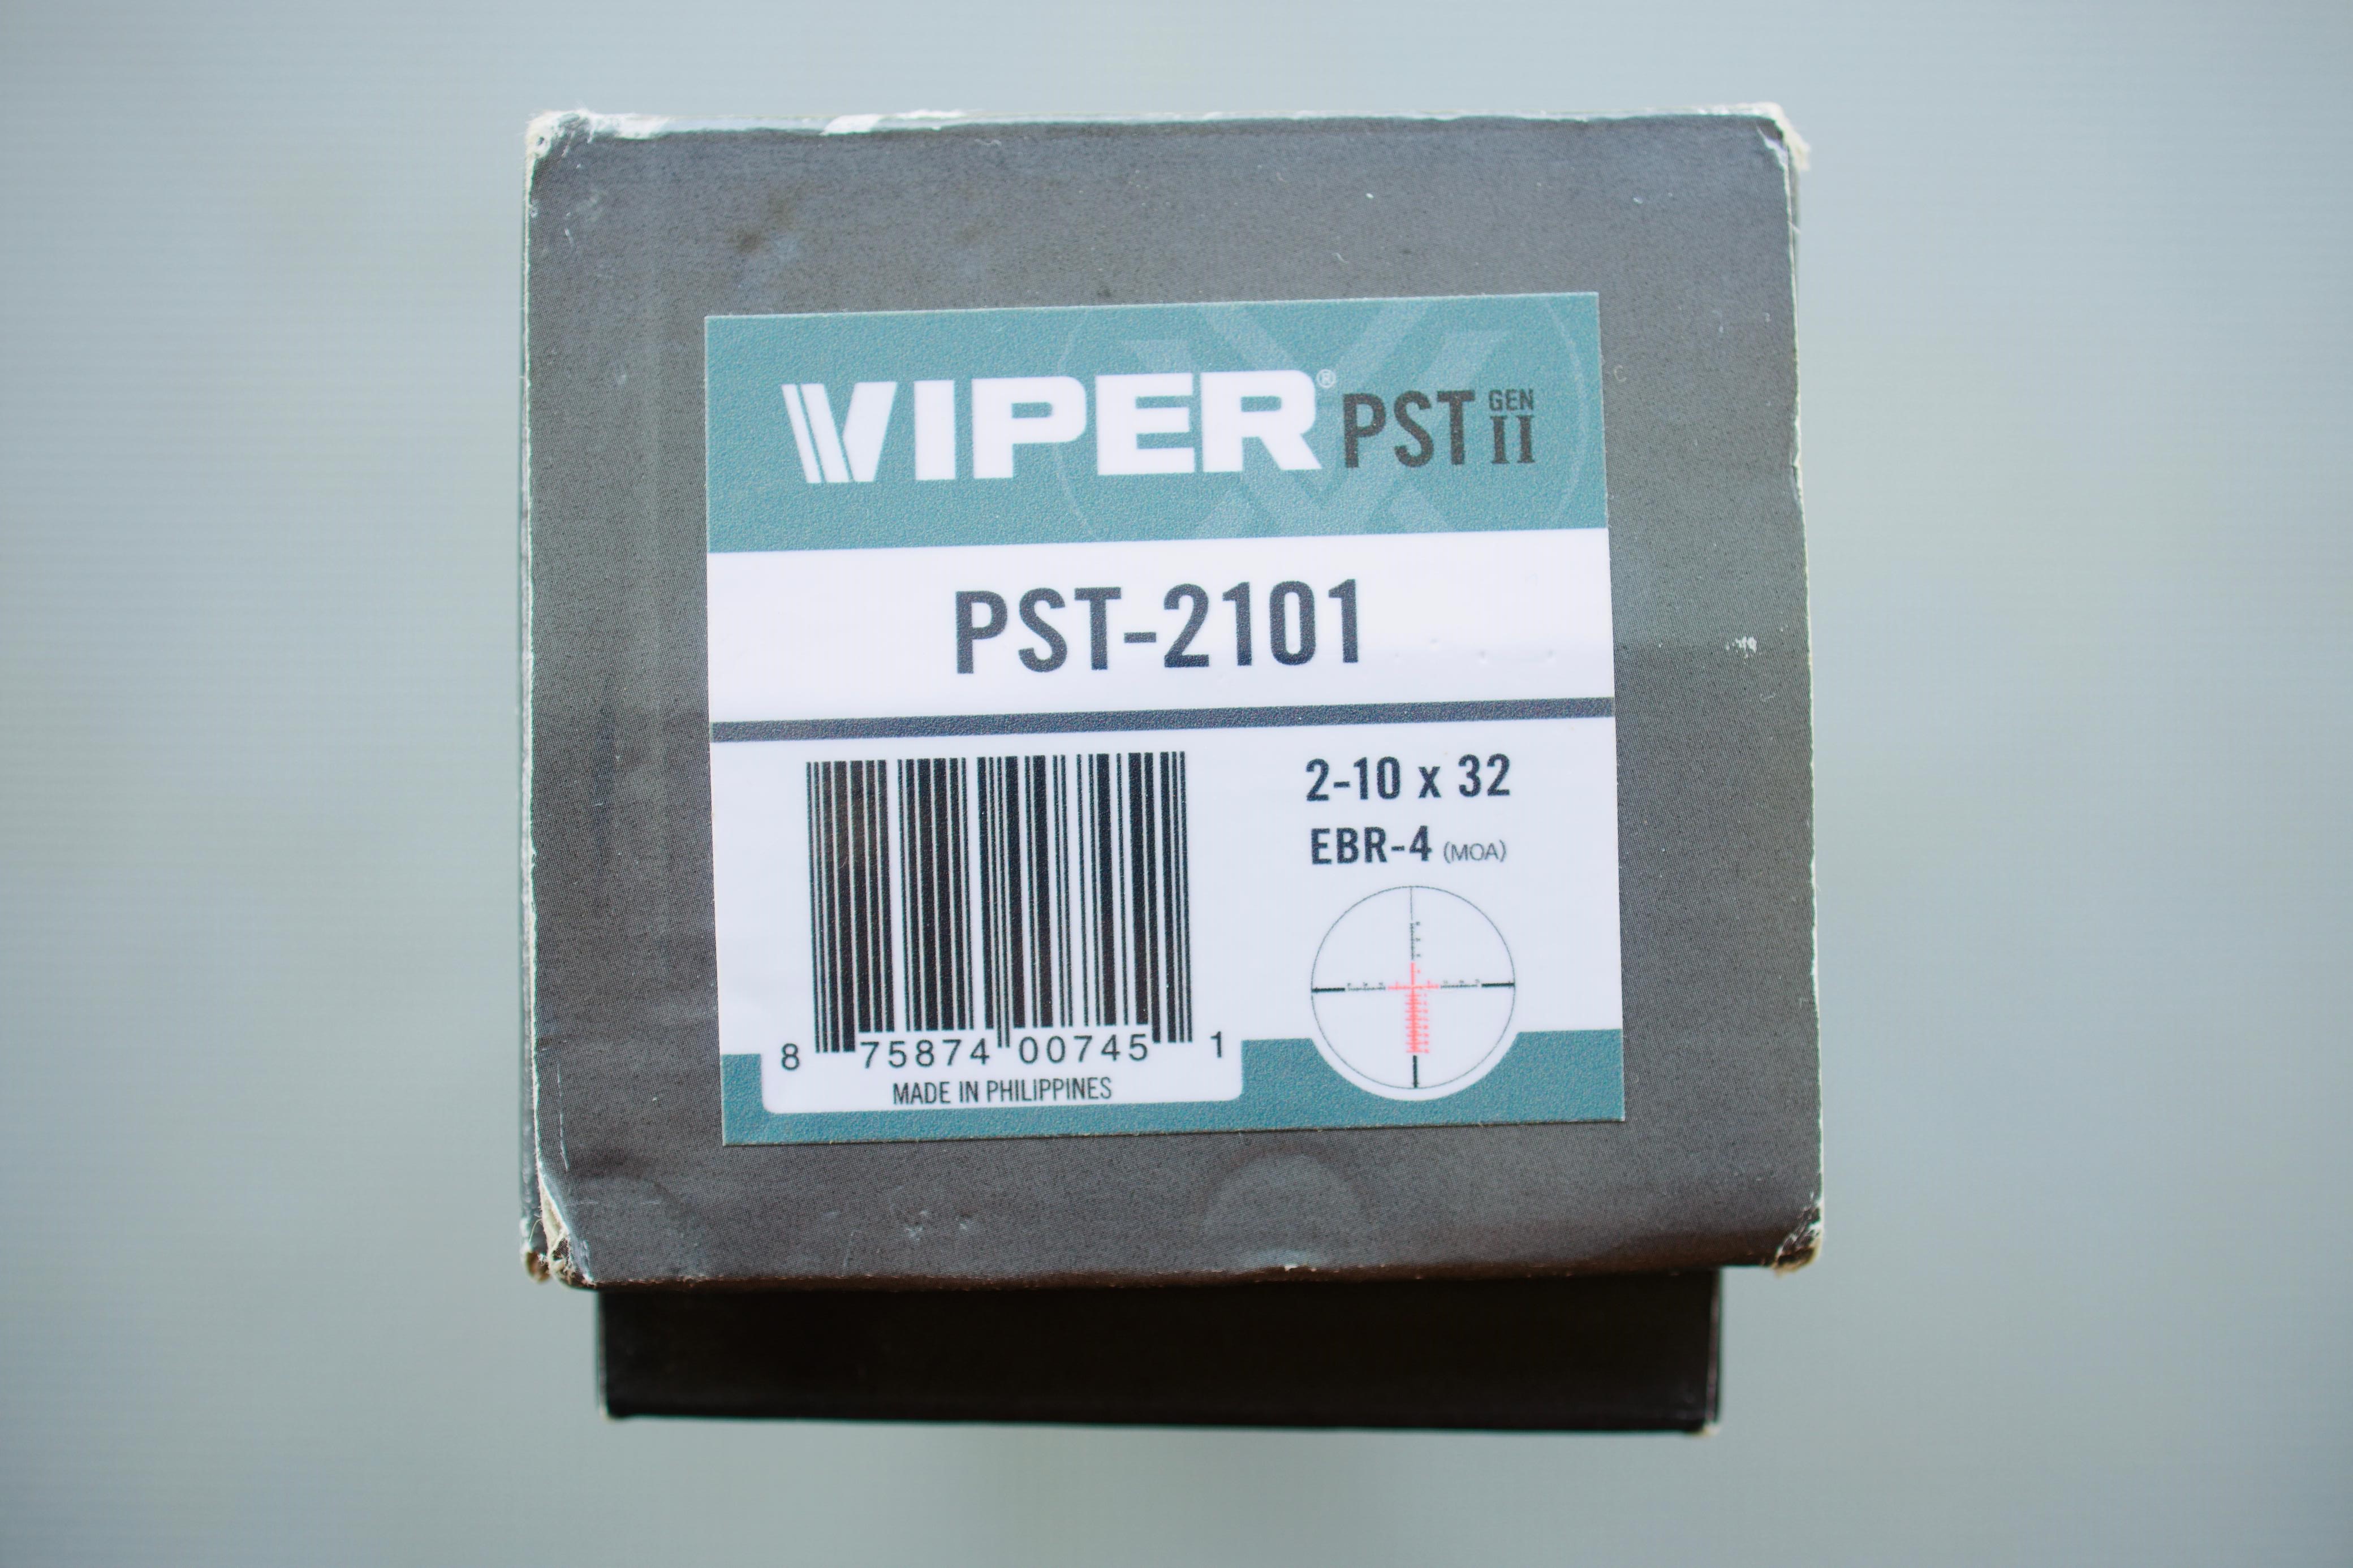 VIPER® PST GEN II
PST-2101
2-10 x 32
EBR-4 (MOA)
8 75874 00745 1
MADE IN PHILIPPINES